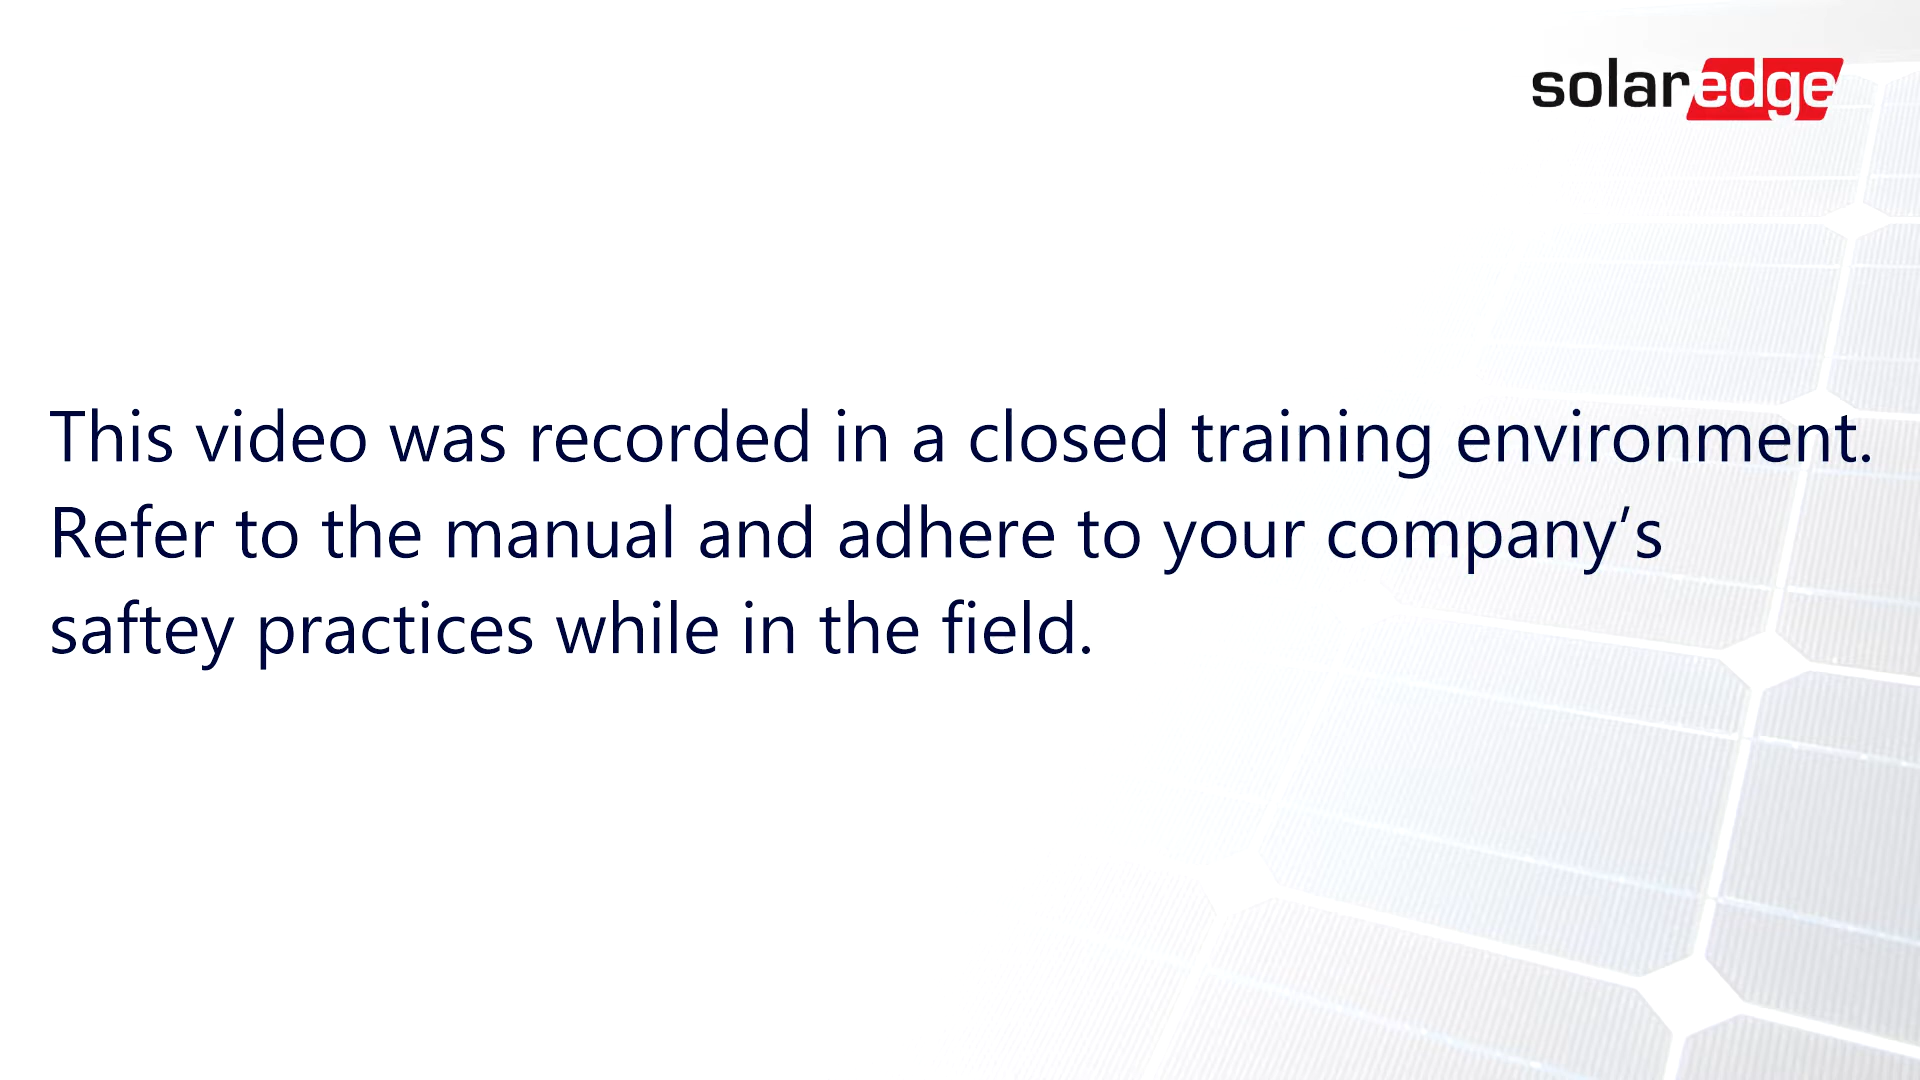 solaredge
This video was recorded in a closed training environment.
Refer to the manual and adhere to your company's
saftey practices while in the field.